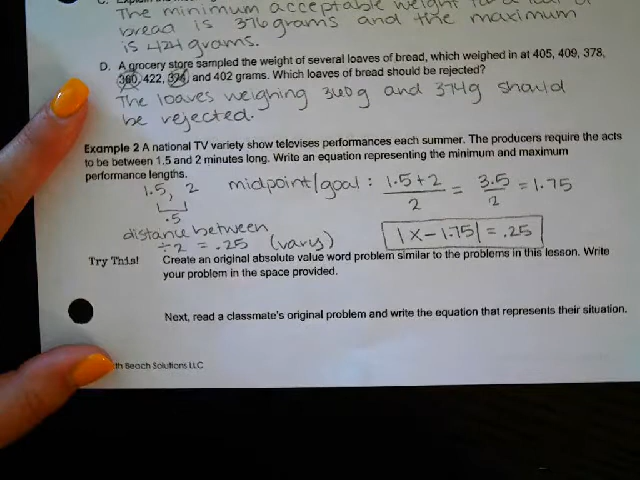 The minimum acceptable weight for a loaf of
bread is 376 grams and the maximum
is 424 grams.
D. A grocery store sampled the weight of several loaves of bread, which weighed in at 405, 409, 378,
360, 422, 374, and 402 grams. Which loaves of bread should be rejected?
The loaves weighing 360g and 374g should
be rejected.
Example 2 A national TV variety show televises performances each summer. The producers require the acts
to be between 1.5 and 2 minutes long. Write an equation representing the minimum and maximum
performance lengths.
1.5, 2 midpoint/goal : 1.5+2 / 2 = 3.5 / 2 = 1.75
.5
distance between
÷2 = .25 (vary) |x-1.75| = .25
Try This! Create an original absolute value word problem similar to the problems in this lesson. Write
your problem in the space provided.
Next, read a classmate's original problem and write the equation that represents their situation.
th Beach Solutions LLC